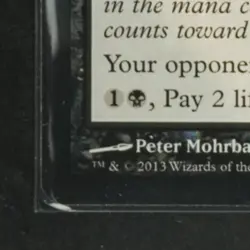 in the mana c
counts toward
Your oppone
1, Pay 2 li
Peter Mohrba
™ & © 2013 Wizards of the